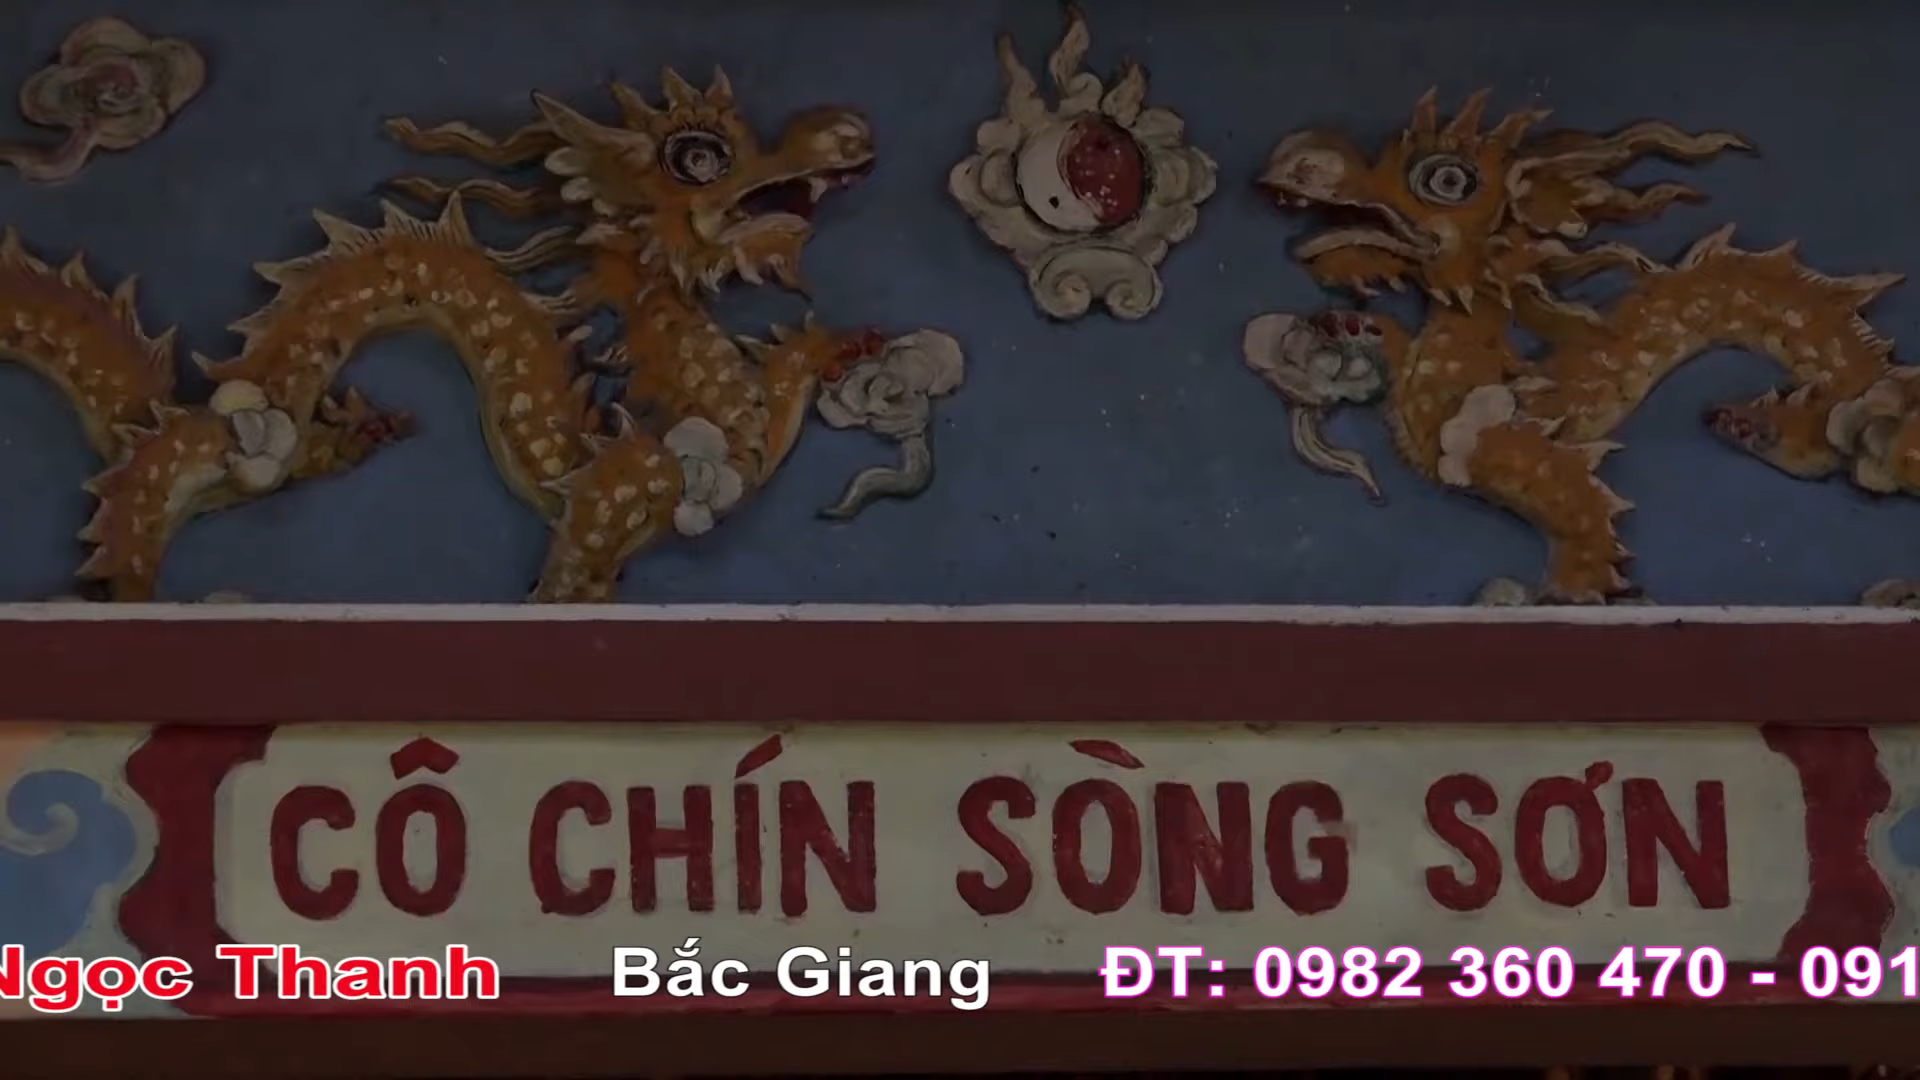 CÔ CHÍN SÒNG SƠN
Ngọc Thanh Bắc Giang ĐT: 0982 360 470 - 091